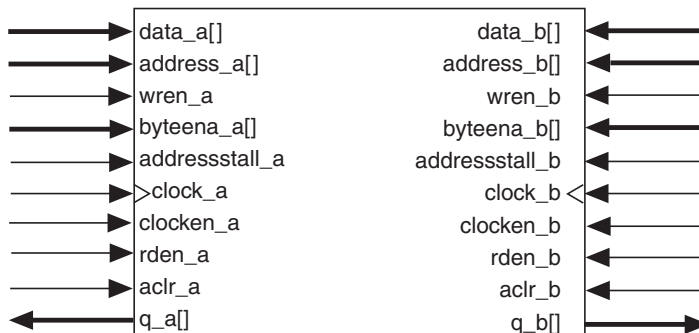 data_a[] data_b[]
address_a[] address_b[]
wren_a wren_b
byteena_a[] byteena_b[]
addressstall_a addressstall_b
clock_a clock_b
clocken_a clocken_b
rden_a rden_b
aclr_a aclr_b
q_a[] q_b[]